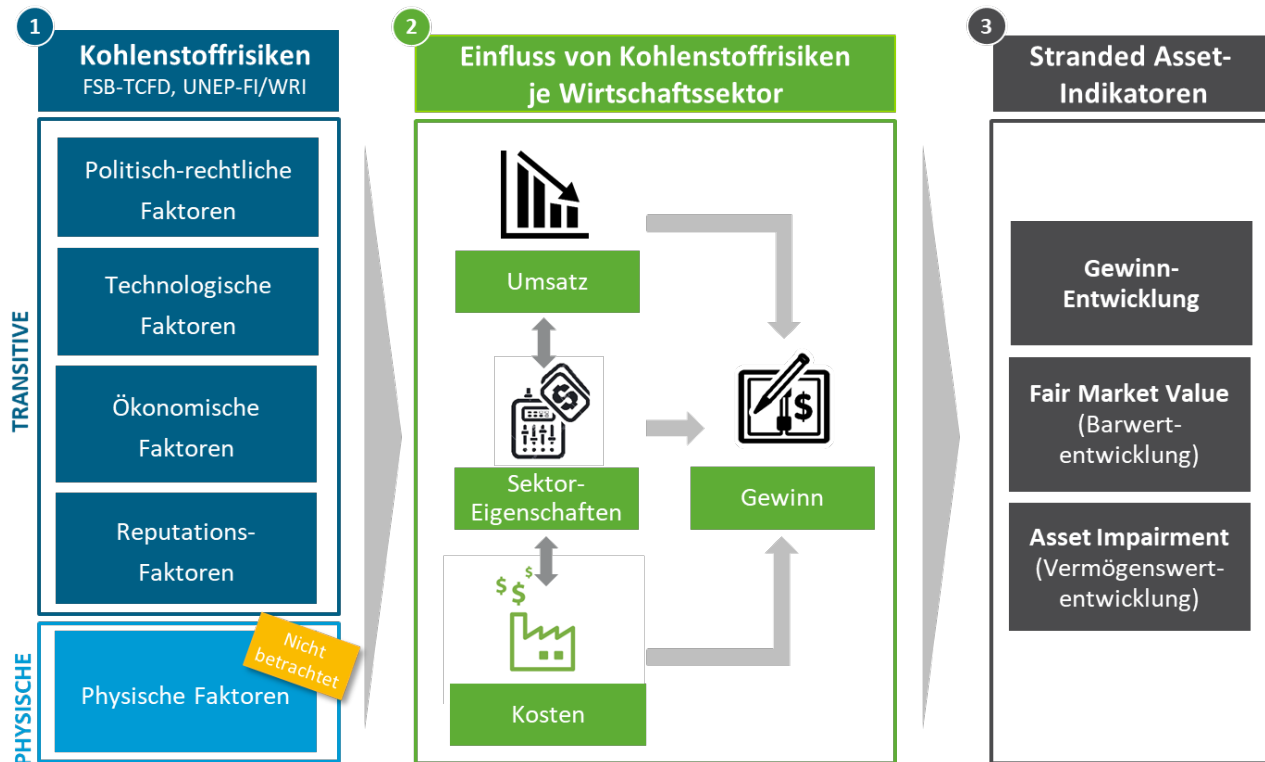 1
Kohlenstoffrisiken
FSB-TCFD, UNEP-FI/WRI
TRANSITIVE
Politisch-rechtliche
Faktoren
Technologische
Faktoren
Ökonomische
Faktoren
Reputations-
Faktoren
PHYSISCHE
Nicht
betrachtet
Physische Faktoren
2
Einfluss von Kohlenstoffrisiken
je Wirtschaftssektor
Umsatz
$
Sektor-
Eigenschaften
$
Gewinn
$ $ $
Kosten
3
Stranded Asset-
Indikatoren
Gewinn-
Entwicklung
Fair Market Value
(Barwert-
entwicklung)
Asset Impairment
(Vermögenswert-
entwicklung)